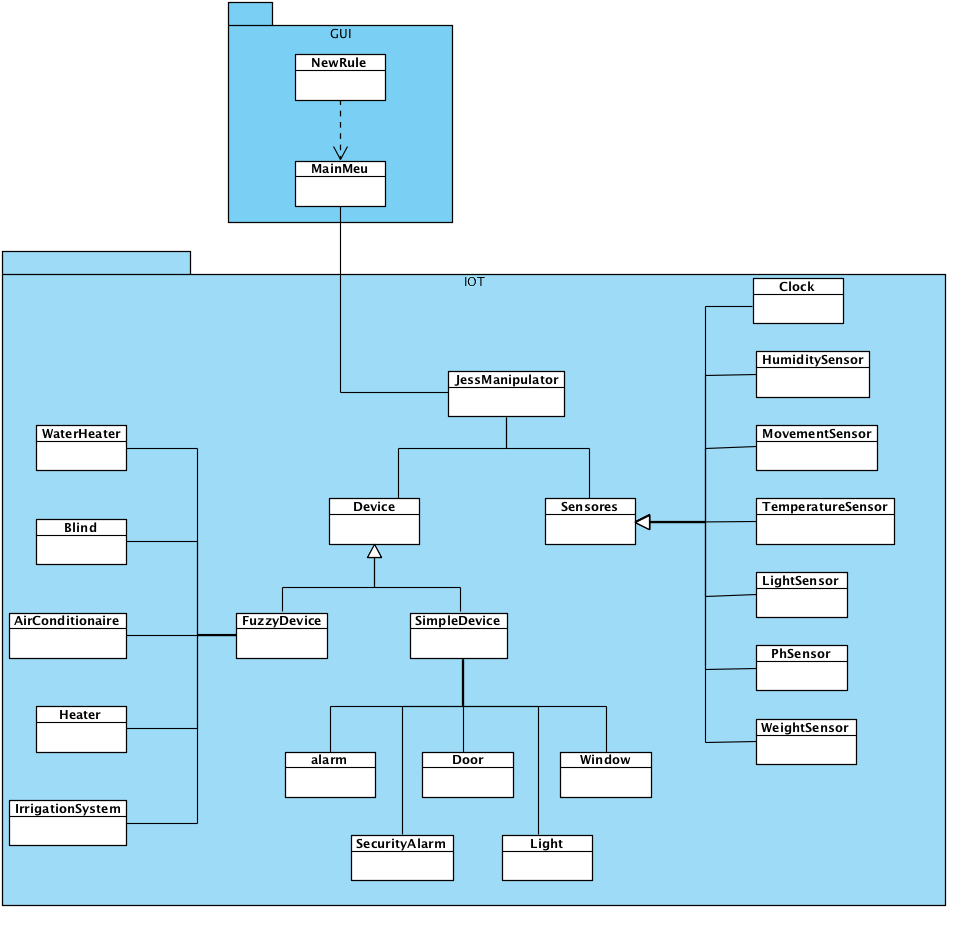 GUI
NewRule
MainMeu
IOT
Clock
HumiditySensor
JessManipulator
WaterHeater
MovementSensor
Device
Sensores
TemperatureSensor
Blind
LightSensor
AirConditionaire
FuzzyDevice
SimpleDevice
PhSensor
Heater
WeightSensor
alarm
Door
Window
IrrigationSystem
SecurityAlarm
Light